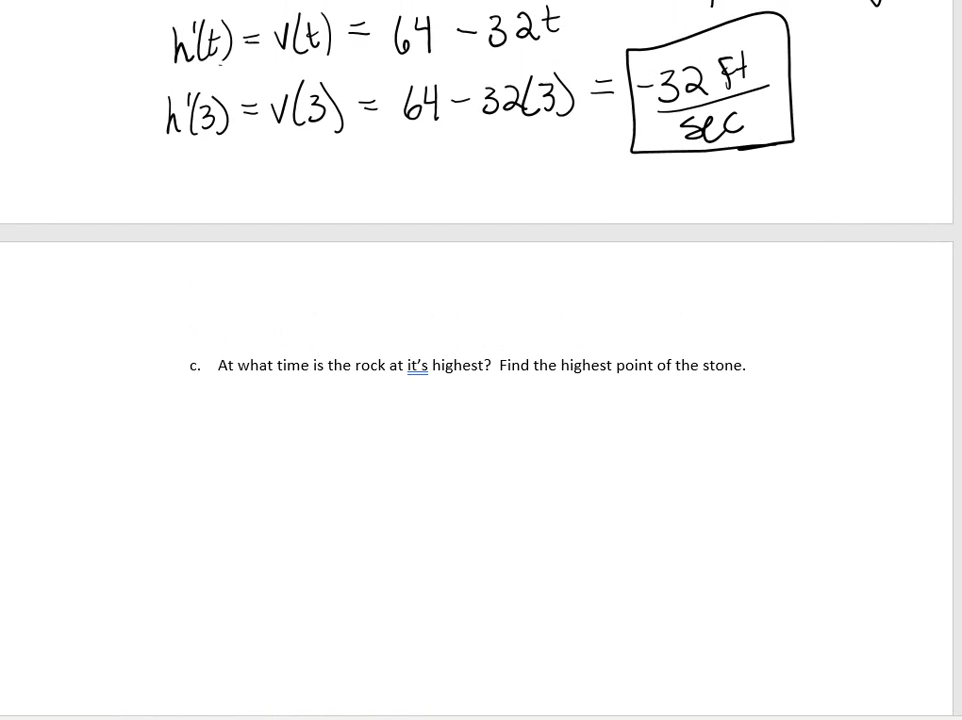 h'(t) = v(t) = 64 - 32t
h'(3) = v(3) = 64 - 32(3) = -32 ft/sec
c. At what time is the rock at it's highest? Find the highest point of the stone.